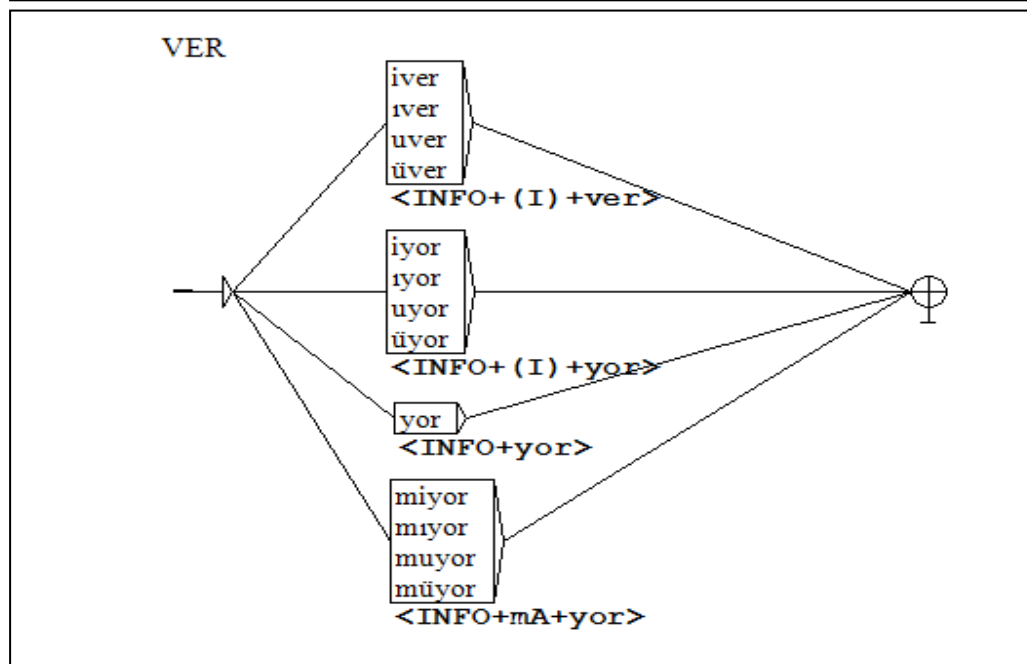 VER
iver
ıver
uver
üver
<INFO+(I)+ver>
iyor
ıyor
uyor
üyor
<INFO+(I)+yor>
yor
<INFO+yor>
miyor
mıyor
muyor
müyor
<INFO+mA+yor>